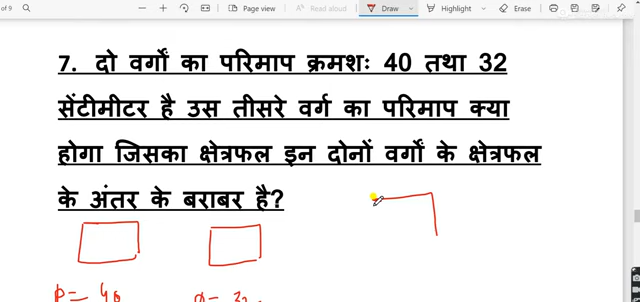 of 9
Page view
Read aloud
Draw
Highlight
Erase
7. दो वर्गों का परिमाप क्रमशः 40 तथा 32
सेंटीमीटर है उस तीसरे वर्ग का परिमाप क्या
होगा जिसका क्षेत्रफल इन दोनों वर्गों के क्षेत्रफल
के अंतर के बराबर है?
P = 40